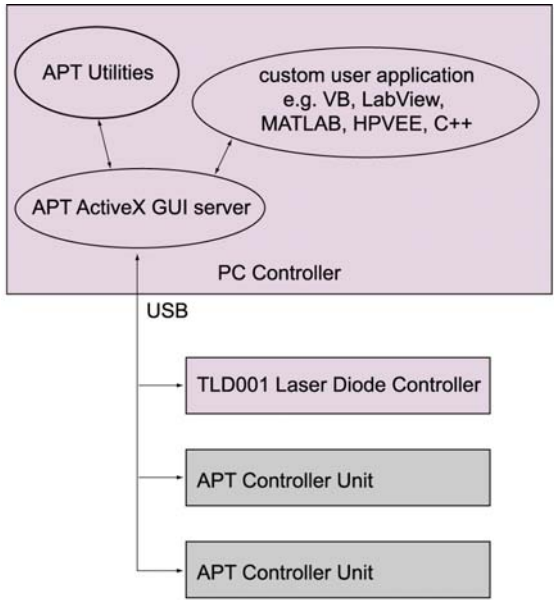 APT Utilities
custom user application
e.g. VB, LabView,
MATLAB, HPVEE, C++
APT ActiveX GUI server
PC Controller
USB
TLD001 Laser Diode Controller
APT Controller Unit
APT Controller Unit